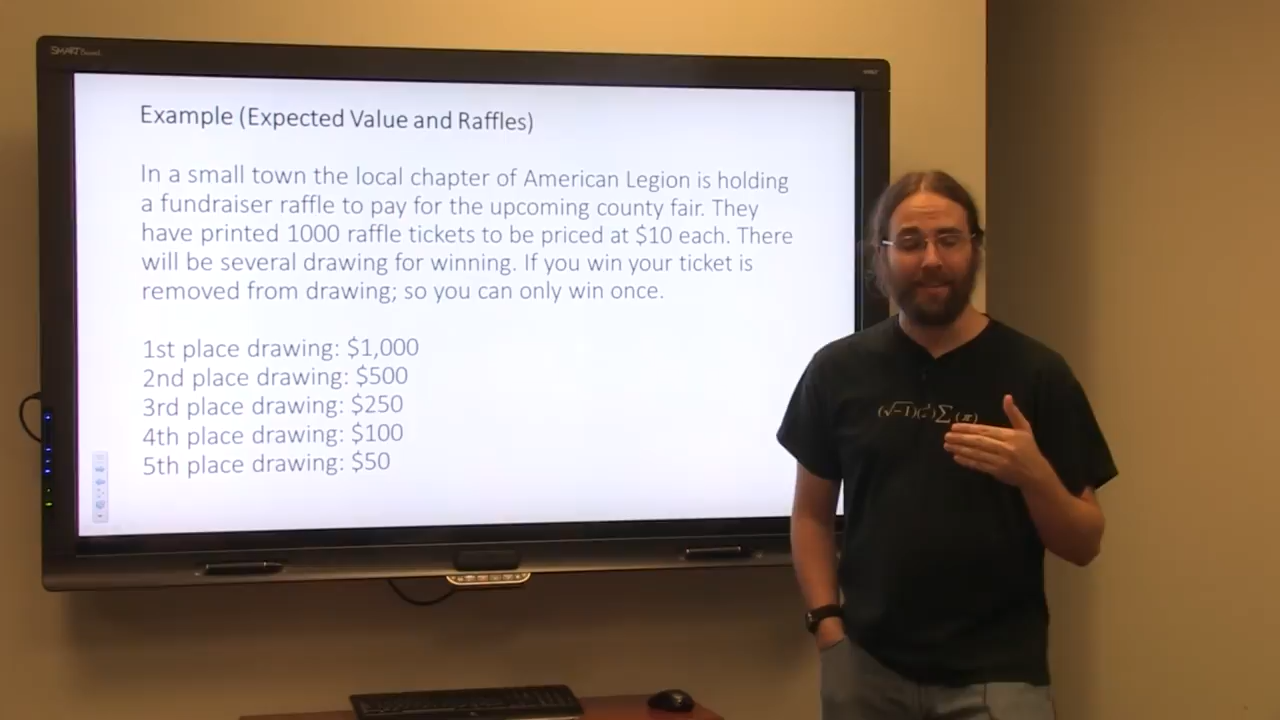 SMART Board
Example (Expected Value and Raffles)
In a small town the local chapter of American Legion is holding
a fundraiser raffle to pay for the upcoming county fair. They
have printed 1000 raffle tickets to be priced at $10 each. There
will be several drawing for winning. If you win your ticket is
removed from drawing; so you can only win once.
1st place drawing: $1,000
2nd place drawing: $500
3rd place drawing: $250
4th place drawing: $100
5th place drawing: $50
(√-1)( )∑(π)